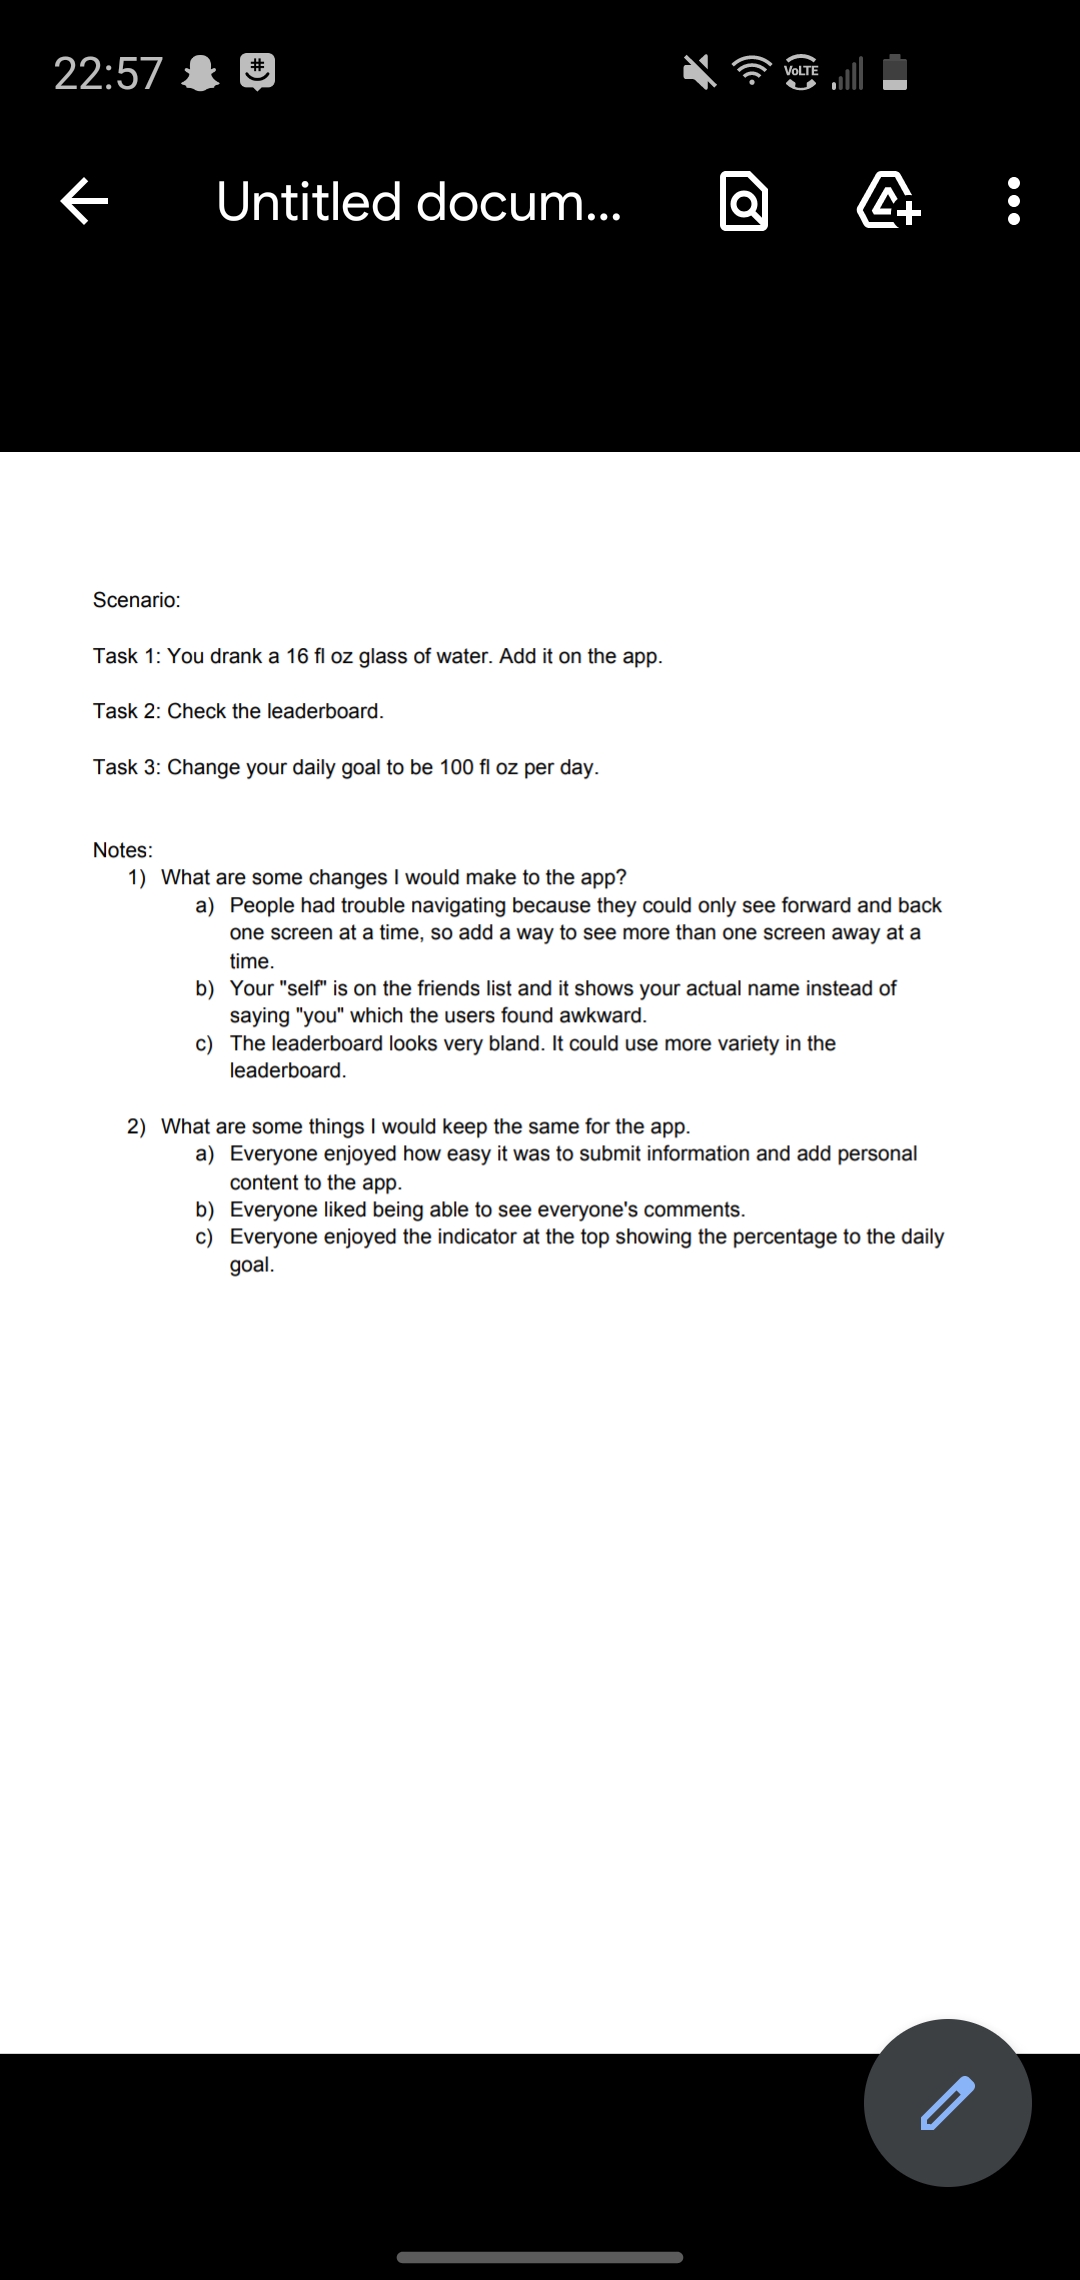 22:57
VoLTE
Untitled docum...
Scenario:
Task 1: You drank a 16 fl oz glass of water. Add it on the app.
Task 2: Check the leaderboard.
Task 3: Change your daily goal to be 100 fl oz per day.
Notes:
1) What are some changes I would make to the app?
a) People had trouble navigating because they could only see forward and back
one screen at a time, so add a way to see more than one screen away at a
time.
b) Your "self" is on the friends list and it shows your actual name instead of
saying "you" which the users found awkward.
c) The leaderboard looks very bland. It could use more variety in the
leaderboard.
2) What are some things I would keep the same for the app.
a) Everyone enjoyed how easy it was to submit information and add personal
content to the app.
b) Everyone liked being able to see everyone's comments.
c) Everyone enjoyed the indicator at the top showing the percentage to the daily
goal.